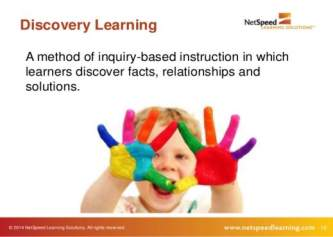 Discovery Learning
NetSpeed
LEARNING SOLUTIONS
A method of inquiry-based instruction in which
learners discover facts, relationships and
solutions.
© 2014 NetSpeed Learning Solutions. All rights reserved.
www.netspeedlearning.com